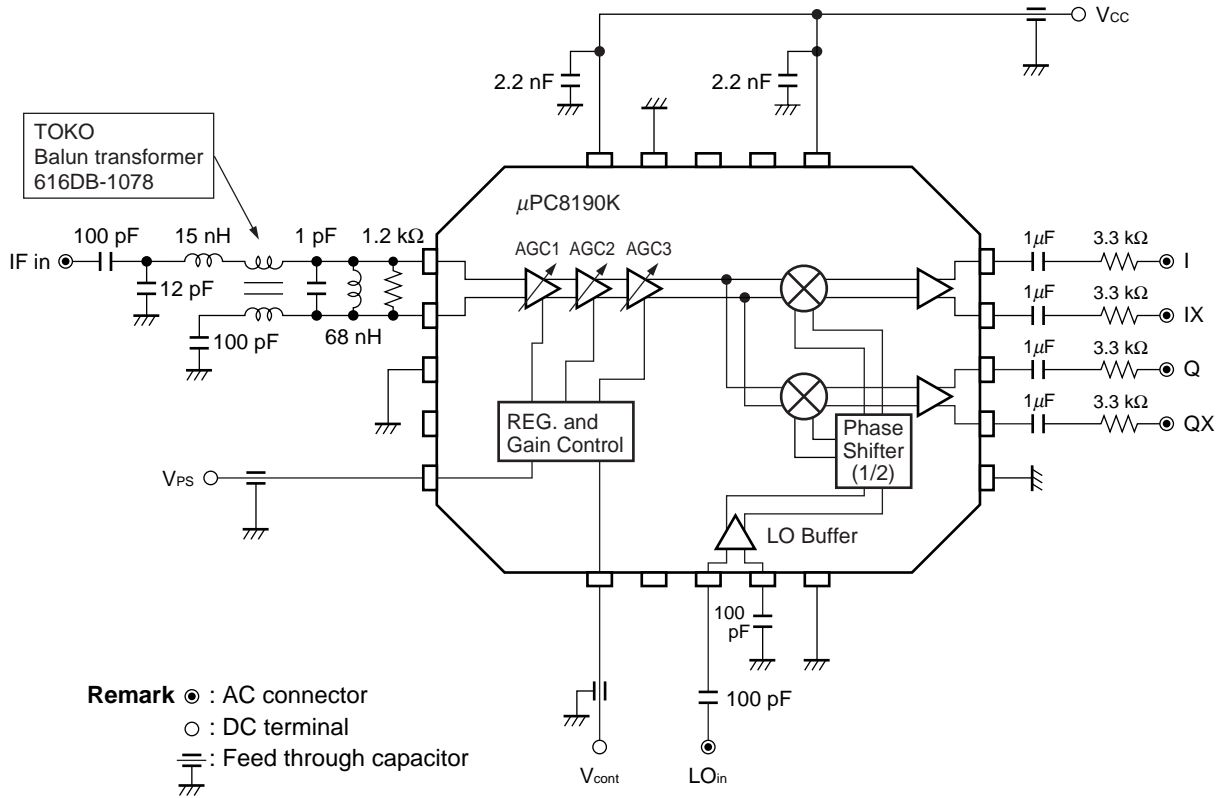 VCC
2.2 nF
2.2 nF
TOKO
Balun transformer
616DB-1078
μPC8190K
100 pF
15 nH
1 pF
1.2 kΩ
AGC1
AGC2
AGC3
1μF
3.3 kΩ
IF in
I
12 pF
1μF
3.3 kΩ
IX
100 pF
68 nH
1μF
3.3 kΩ
Q
1μF
3.3 kΩ
QX
REG. and
Gain Control
Phase
Shifter
(1/2)
VPS
LO Buffer
100
pF
100 pF
Remark
: AC connector
: DC terminal
: Feed through capacitor
Vcont
LOin